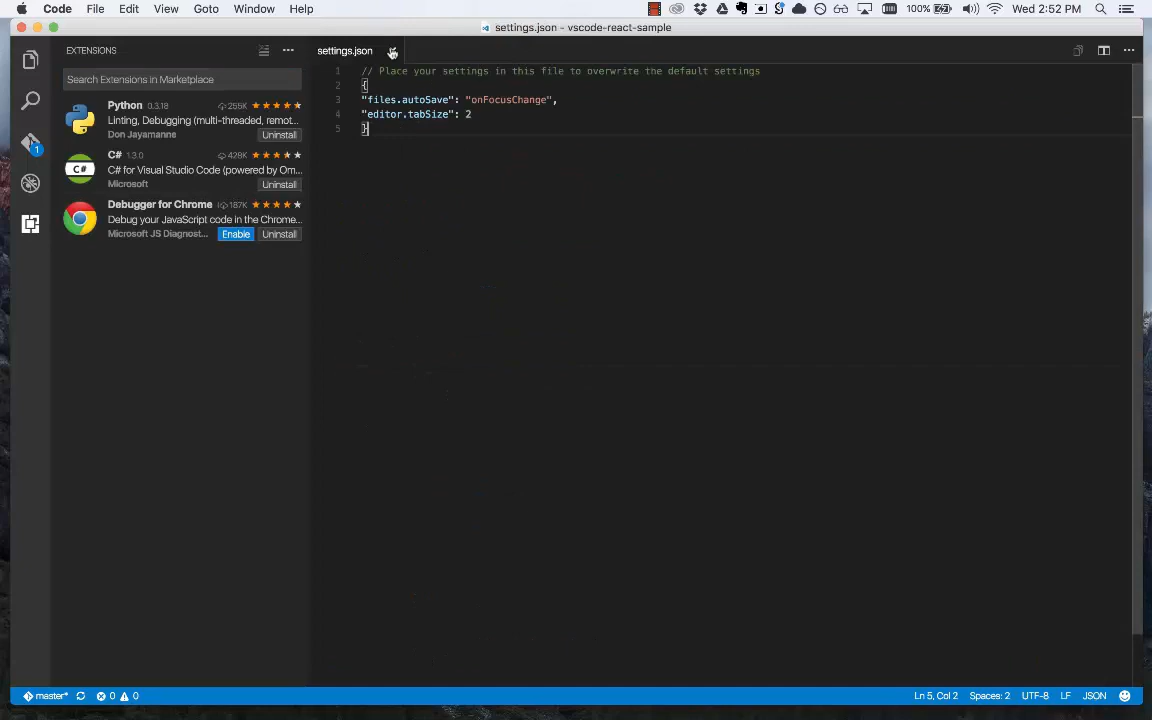 Code File Edit View Goto Window Help 100% Wed 2:52 PM
settings.json - vscode-react-sample
EXTENSIONS
Search Extensions in Marketplace
Python 0.3.18 255K
Linting, Debugging (multi-threaded, remot...
Don Jayamanne Uninstall
C# 1.3.0 428K
C# for Visual Studio Code (powered by Om...
Microsoft Uninstall
Debugger for Chrome 187K
Debug your JavaScript code in the Chrome...
Microsoft JS Diagnost... Enable Uninstall
settings.json
1 // Place your settings in this file to overwrite the default settings
2 {
3 "files.autoSave": "onFocusChange",
4 "editor.tabSize": 2
5 }
1
master* 0 0 Ln 5, Col 2 Spaces: 2 UTF-8 LF JSON